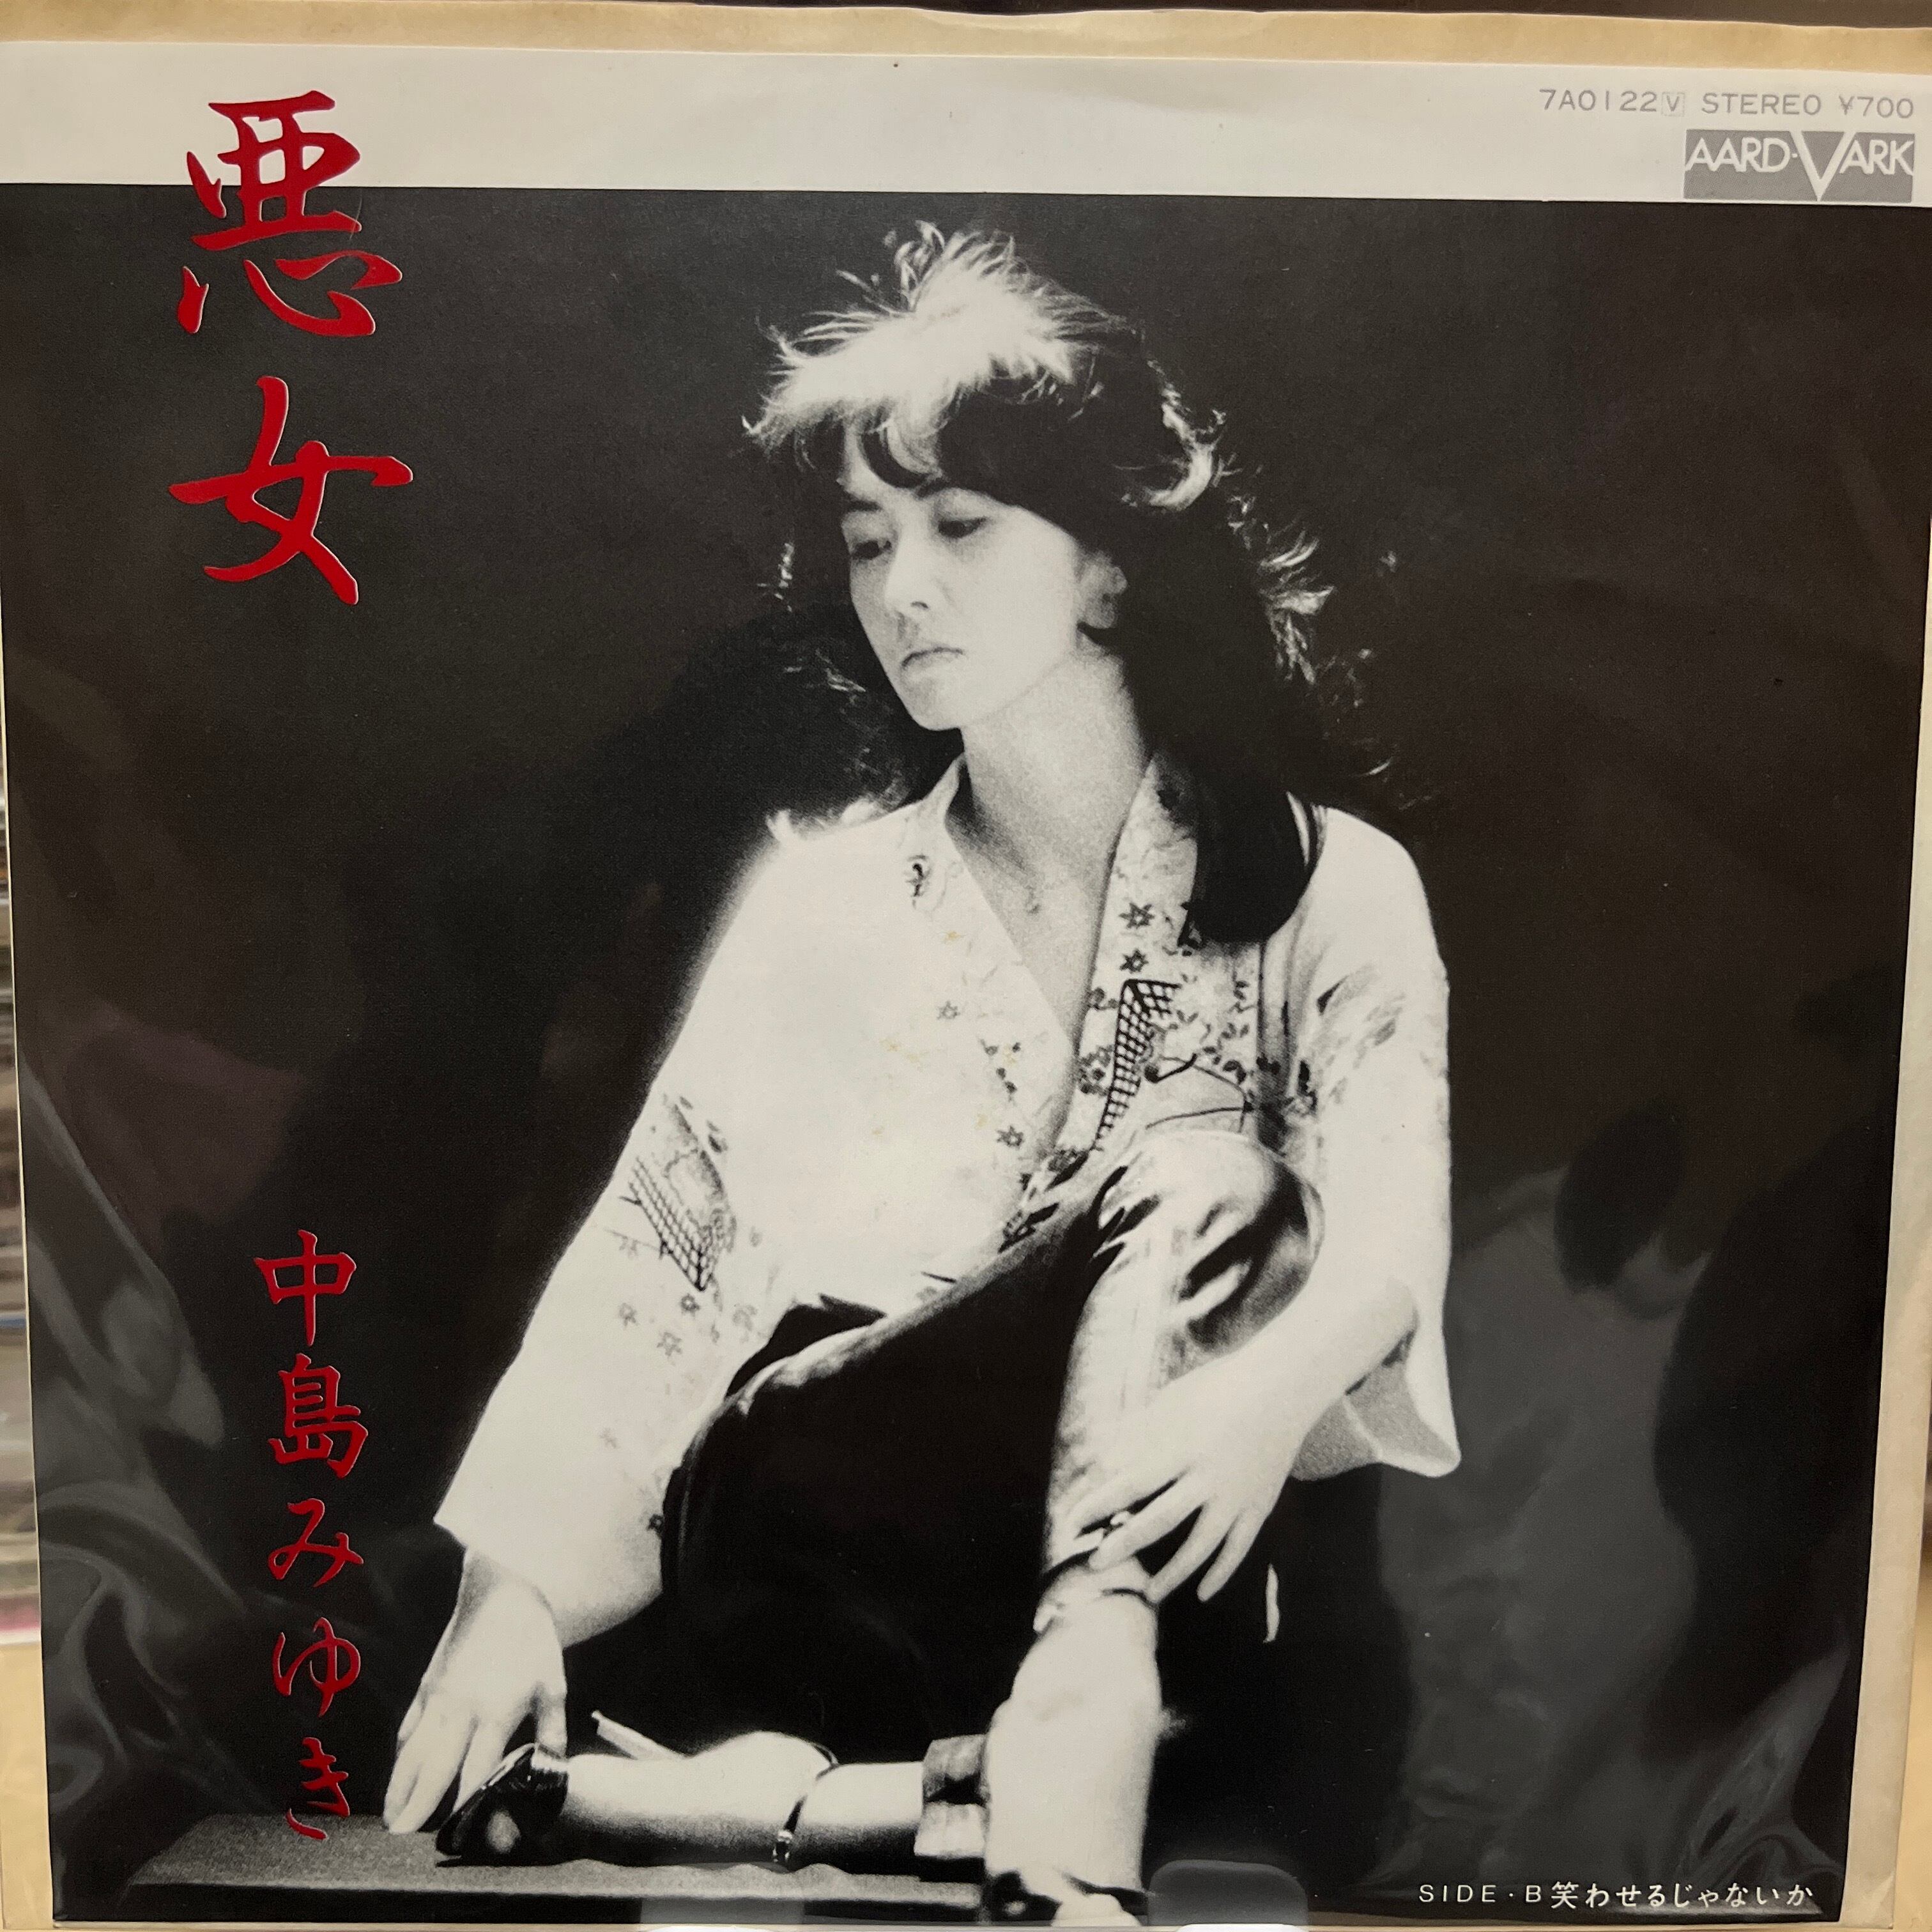 悪女
中島みゆき
7A0122 V STEREO ¥700
AARD-VARK
SIDE・B 笑わせるじゃないか